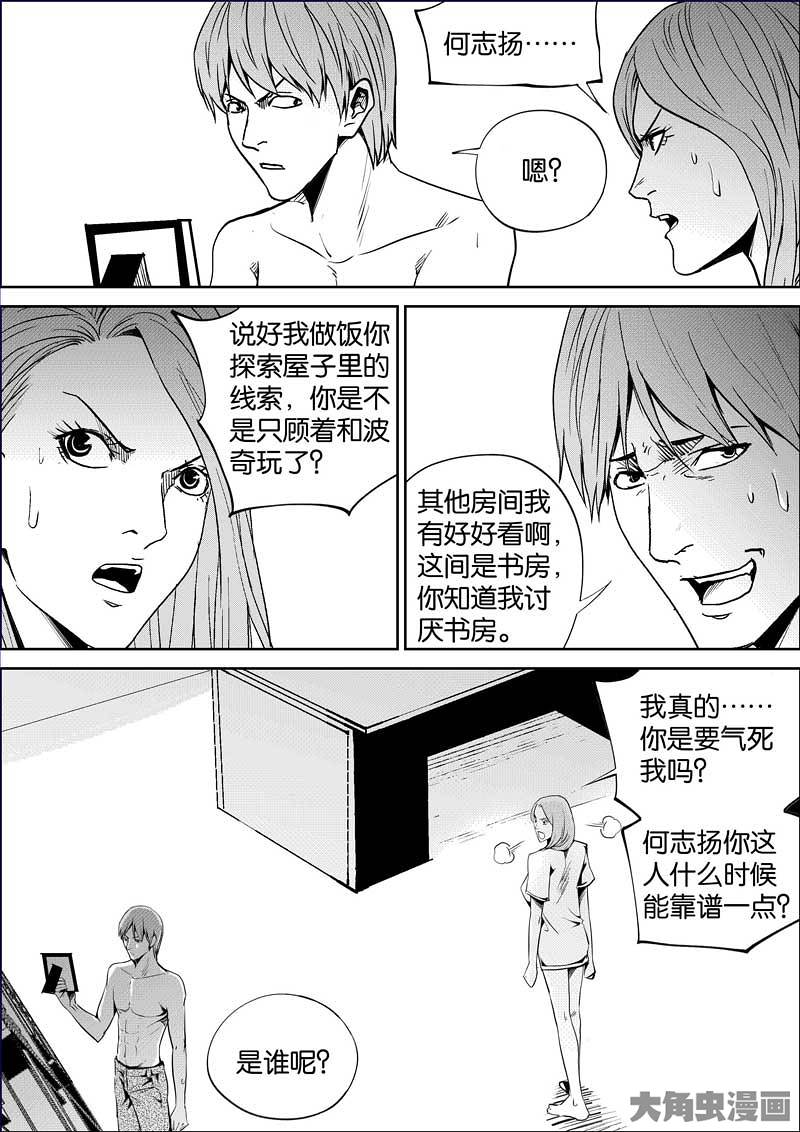 何志扬……
嗯？
说好我做饭你
探索屋子里的
线索，你是不
是只顾着和波
奇玩了？
其他房间我
有好好看啊，
这间是书房，
你知道我讨
厌书房。
我真的……
你是要气死
我吗？
何志扬你这
人什么时候
能靠谱一点？
是谁呢？
大角虫漫画